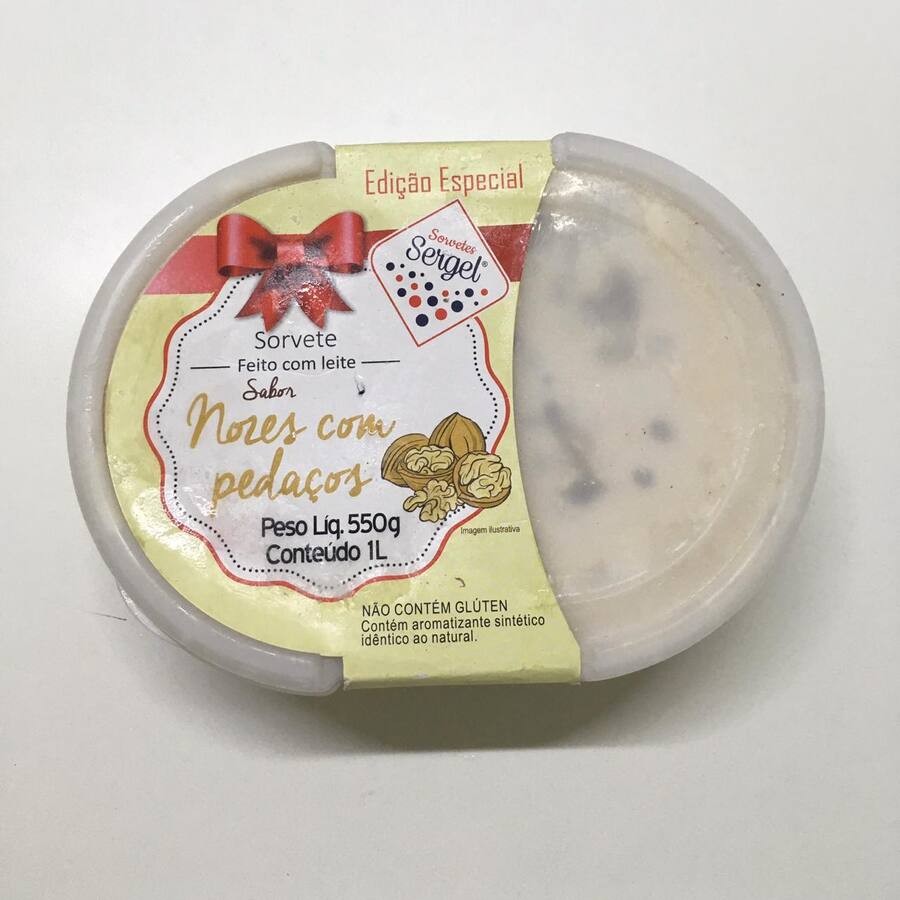 Edição Especial
Sorvetes
Sergel®
Sorvete
Feito com leite
Sabor
Nozes com
pedaços
Peso Líq. 550g
Conteúdo 1L
Imagem ilustrativa
NÃO CONTÉM GLÚTEN
Contém aromatizante sintético
idêntico ao natural.